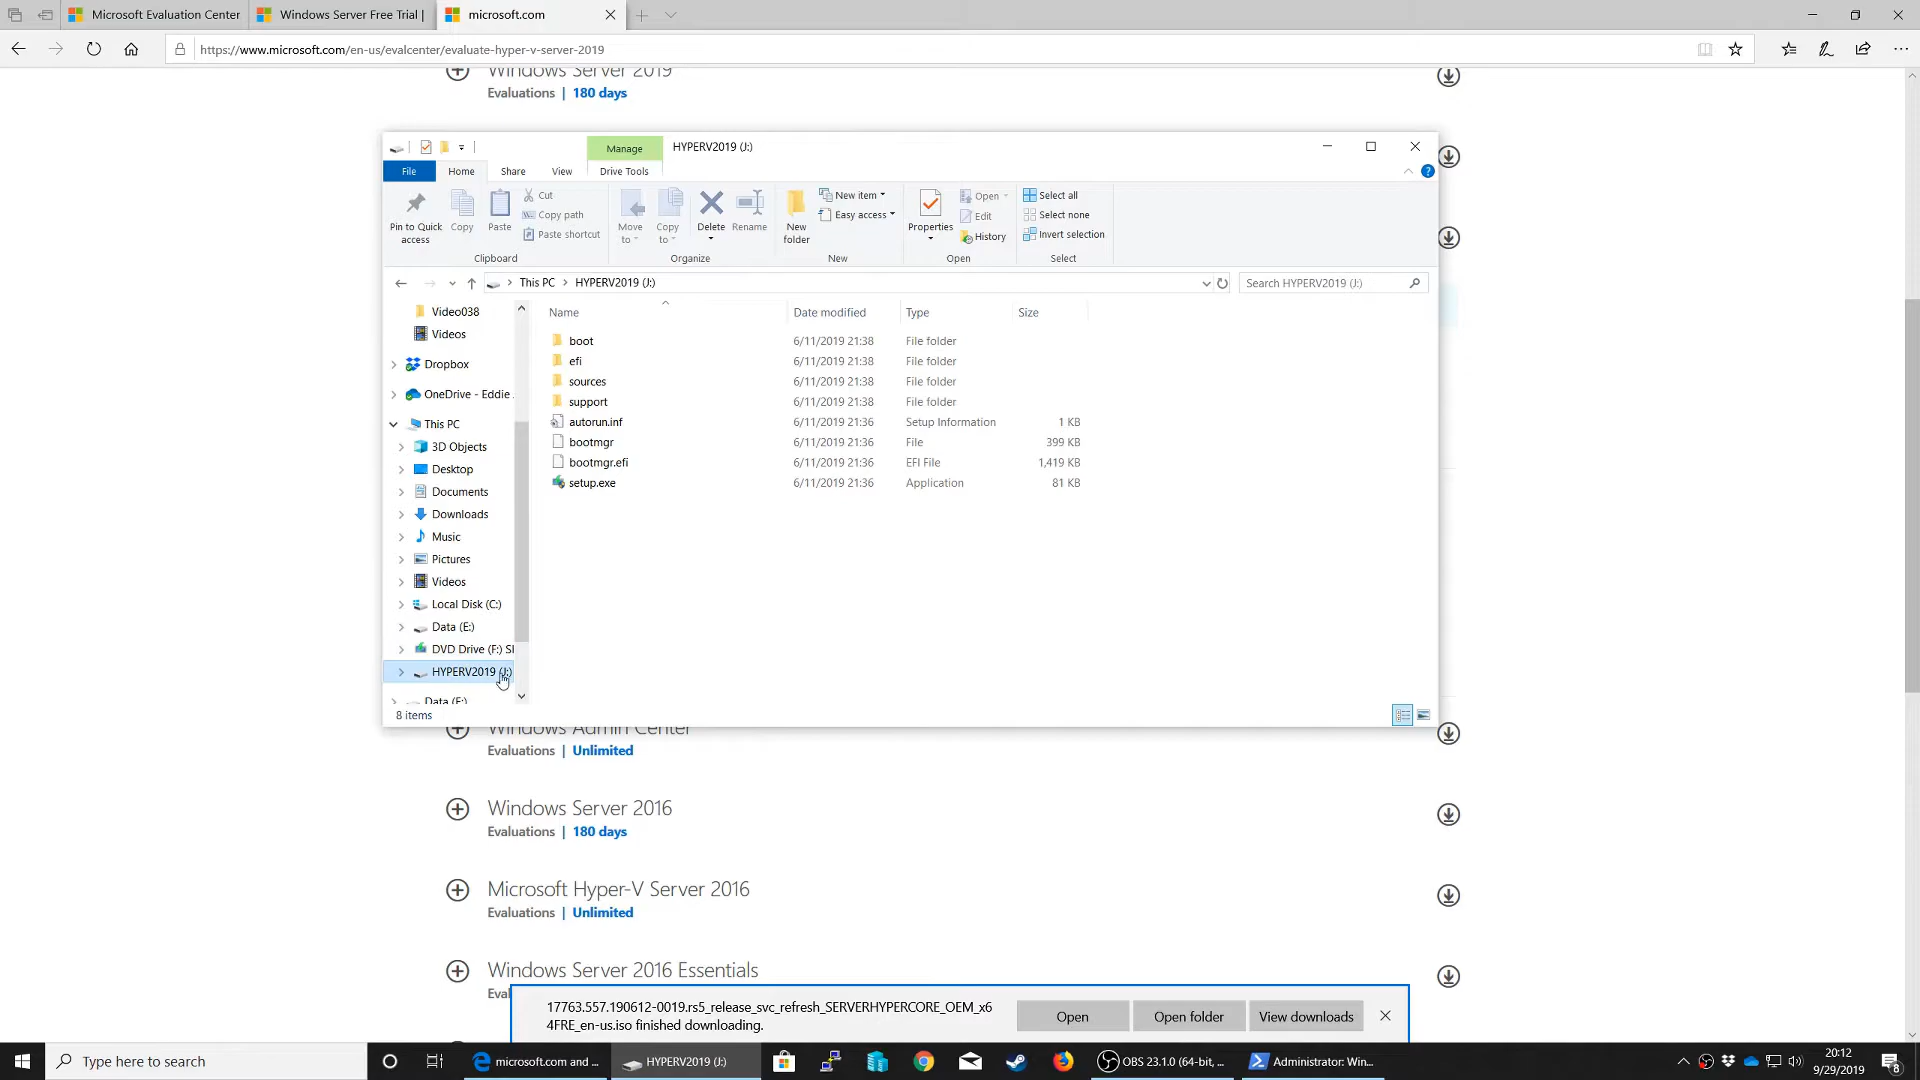 Microsoft Evaluation Center
Windows Server Free Trial |
microsoft.com
https://www.microsoft.com/en-us/evalcenter/evaluate-hyper-v-server-2019
Windows Server 2019
Evaluations | 180 days
Manage
HYPERV2019 (J:)
File
Home
Share
View
Drive Tools
Pin to Quick access
Copy
Paste
Cut
Copy path
Paste shortcut
Clipboard
Move to
Copy to
Delete
Rename
Organize
New folder
New item
Easy access
New
Properties
Open
Edit
History
Open
Select all
Select none
Invert selection
Select
This PC > HYPERV2019 (J:)
Search HYPERV2019 (J:)
Video038
Videos
Dropbox
OneDrive - Eddie
This PC
3D Objects
Desktop
Documents
Downloads
Music
Pictures
Videos
Local Disk (C:)
Data (E:)
DVD Drive (F:) S
HYPERV2019 (J:)
Name Date modified Type Size
boot 6/11/2019 21:38 File folder
efi 6/11/2019 21:38 File folder
sources 6/11/2019 21:38 File folder
support 6/11/2019 21:38 File folder
autorun.inf 6/11/2019 21:36 Setup Information 1 KB
bootmgr 6/11/2019 21:36 File 399 KB
bootmgr.efi 6/11/2019 21:36 EFI File 1,419 KB
setup.exe 6/11/2019 21:36 Application 81 KB
8 items
Windows Admin Center
Evaluations | Unlimited
Windows Server 2016
Evaluations | 180 days
Microsoft Hyper-V Server 2016
Evaluations | Unlimited
Windows Server 2016 Essentials
17763.557.190612-0019.rs5_release_svc_refresh_SERVERHYPERCORE_OEM_x6
4FRE_en-us.iso finished downloading.
Open
Open folder
View downloads
Type here to search
microsoft.com and ...
HYPERV2019 (J:)
OBS 23.1.0 (64-bit, ...
Administrator: Win...
20:12
9/29/2019
8